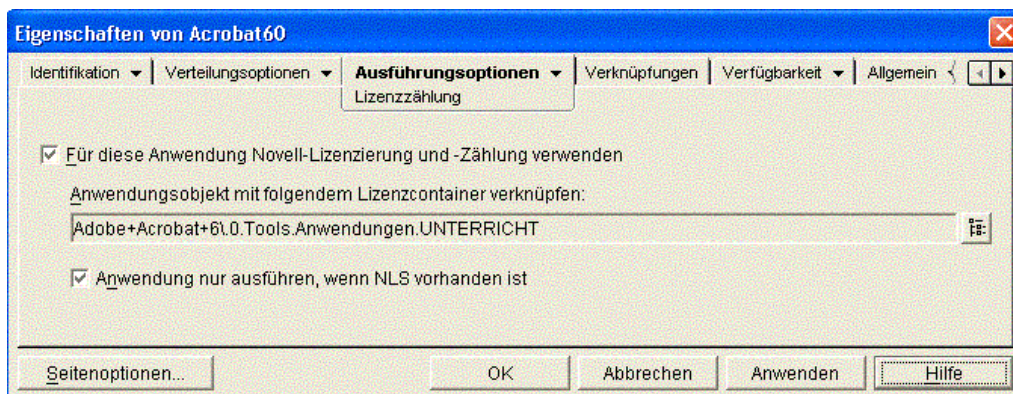 Eigenschaften von Acrobat60
Identifikation Verteilungsoptionen Ausführungsoptionen Verknüpfungen Verfügbarkeit Allgemein
Lizenzzählung
Für diese Anwendung Novell-Lizenzierung und -Zählung verwenden
Anwendungsobjekt mit folgendem Lizenzcontainer verknüpfen:
Adobe+Acrobat+6\.0.Tools.Anwendungen.UNTERRICHT
Anwendung nur ausführen, wenn NLS vorhanden ist
Seitenoptionen... OK Abbrechen Anwenden Hilfe